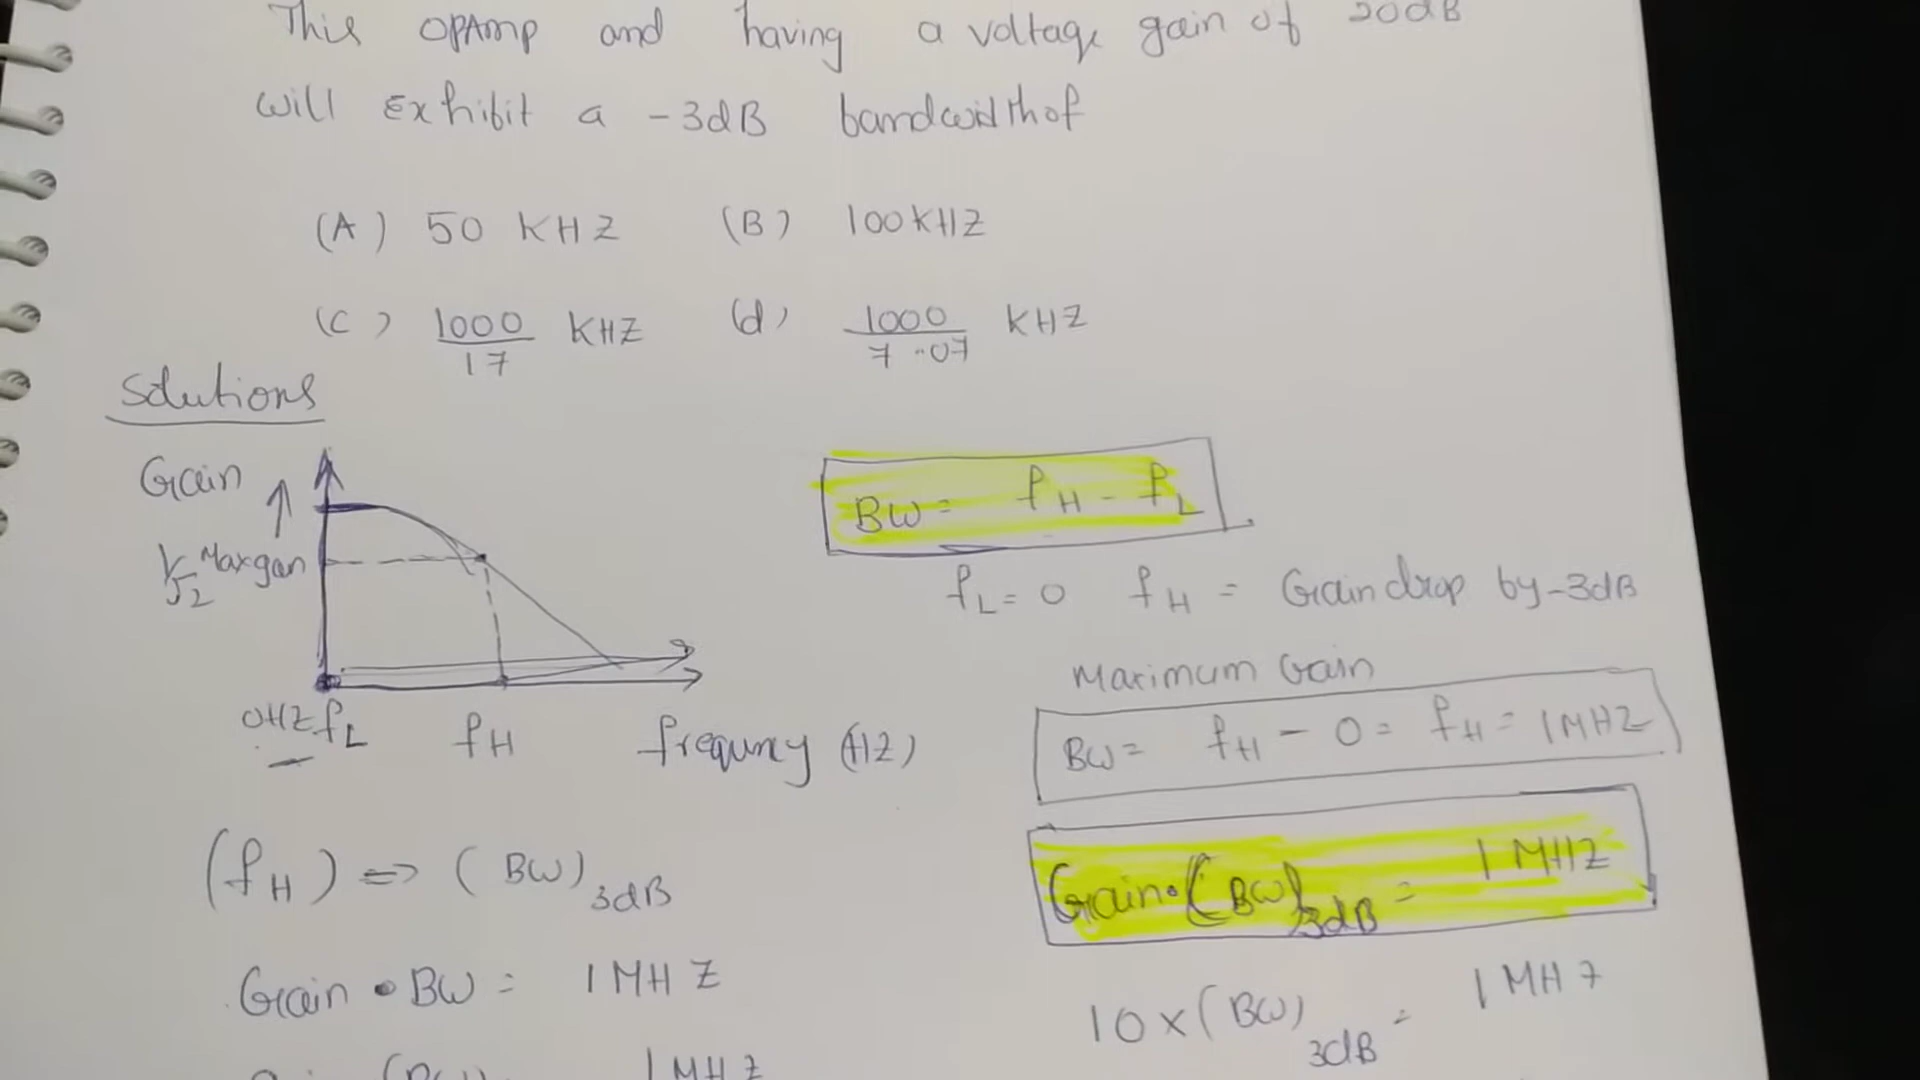 This OPAmp and having a voltage gain of 20dB
will Exhibit a -3dB bandwidth of
(A) 50 KHZ (B) 100KHZ
(C) 1000/17 KHZ (d) 1000/7.07 KHZ
Solutions
Gain
BW = fH - fL
1/√2 Maxgan
fL = 0 fH = Gain drop by -3dB
Maximum Gain
0HZ fL fH frequncy (HZ)
BW = fH - 0 = fH = 1MHZ
(fH) => (BW)3dB
Gain.(BW)3dB = 1MHZ
Gain . BW = 1MHZ
10x(BW)3dB = 1MHZ
1MHZ